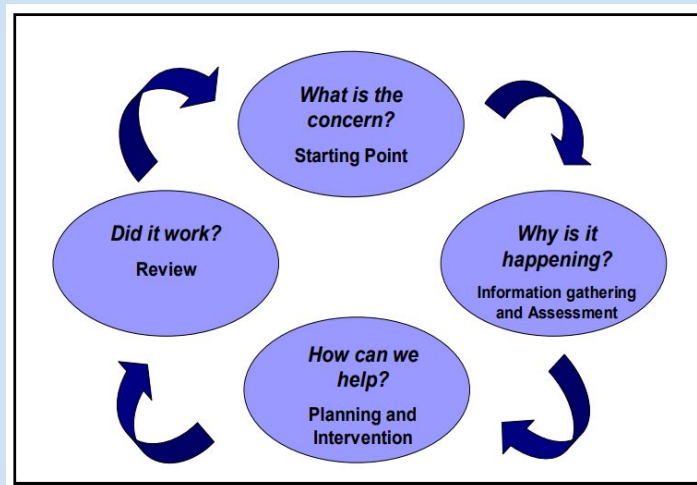 What is the
concern?
Starting Point
Why is it
happening?
Information gathering
and Assessment
How can we
help?
Planning and
Intervention
Did it work?
Review